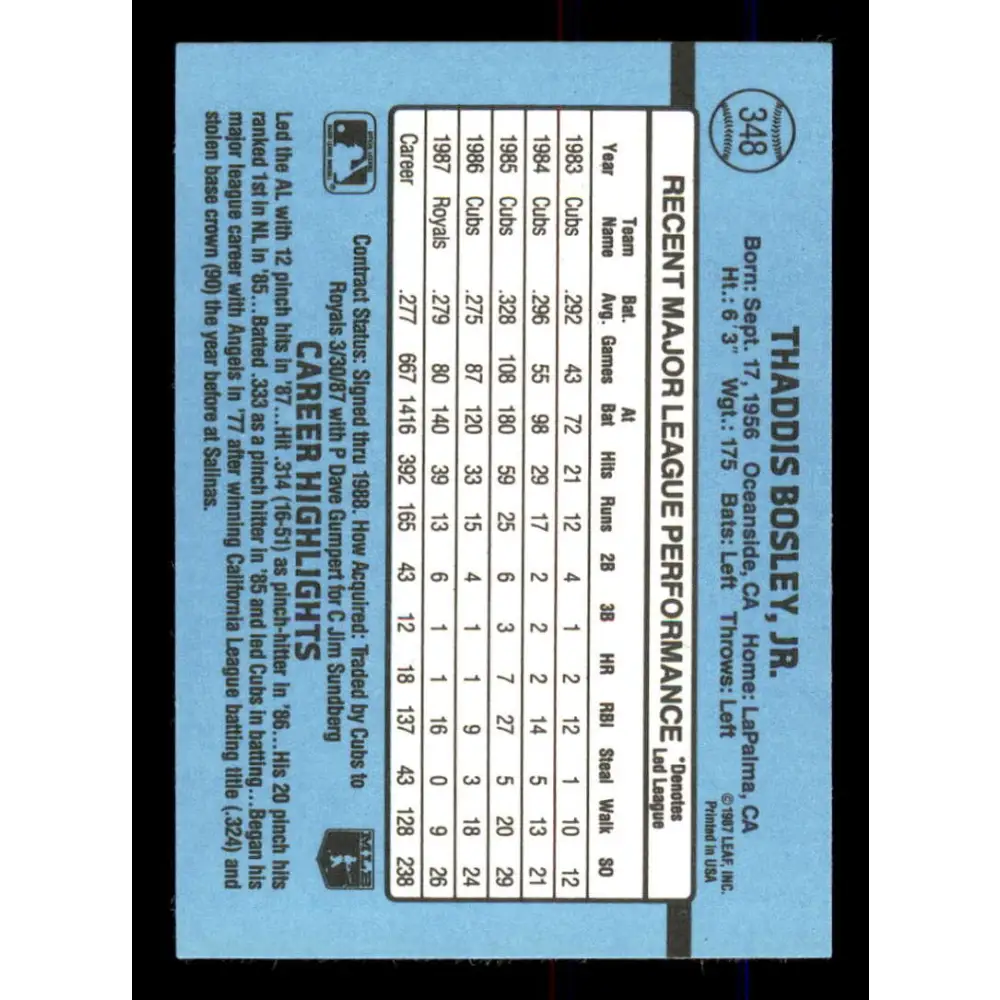 348
THADDIS BOSLEY, JR.
Born: Sept. 17, 1956 Oceanside, CA Home: LaPalma, CA
Ht.: 6'3" Wgt.: 175 Bats: Left Throws: Left
©1987 LEAF, INC.
Printed in USA
RECENT MAJOR LEAGUE PERFORMANCE
*Denotes
Led League
Year Team Name Bat. Avg. Games At Bat Hits Runs 2B 3B HR RBI Steal Walk SO
1983 Cubs .292 43 72 21 12 4 1 2 12 1 10 12
1984 Cubs .296 55 98 29 17 2 2 2 14 5 13 21
1985 Cubs .328 108 180 59 25 6 3 7 27 5 20 29
1986 Cubs .275 87 120 33 15 4 1 1 9 3 18 24
1987 Royals .279 80 140 39 13 6 1 1 16 0 9 26
Career .277 667 1416 392 165 43 12 18 137 43 128 238
Contract Status: Signed thru 1988. How Acquired: Traded by Cubs to
Royals 3/30/87 with P Dave Gumpert for C Jim Sundberg
MLB
CAREER HIGHLIGHTS
Led the AL with 12 pinch hits in '87...Hit .314 (16-51) as pinch-hitter in '86...His 20 pinch hits
ranked 1st in NL in '85...Batted .333 as a pinch hitter in '85 and led Cubs in batting...Began his
major league career with Angels in '77 after winning California League batting title (.324) and
stolen base crown (90) the year before at Salinas.